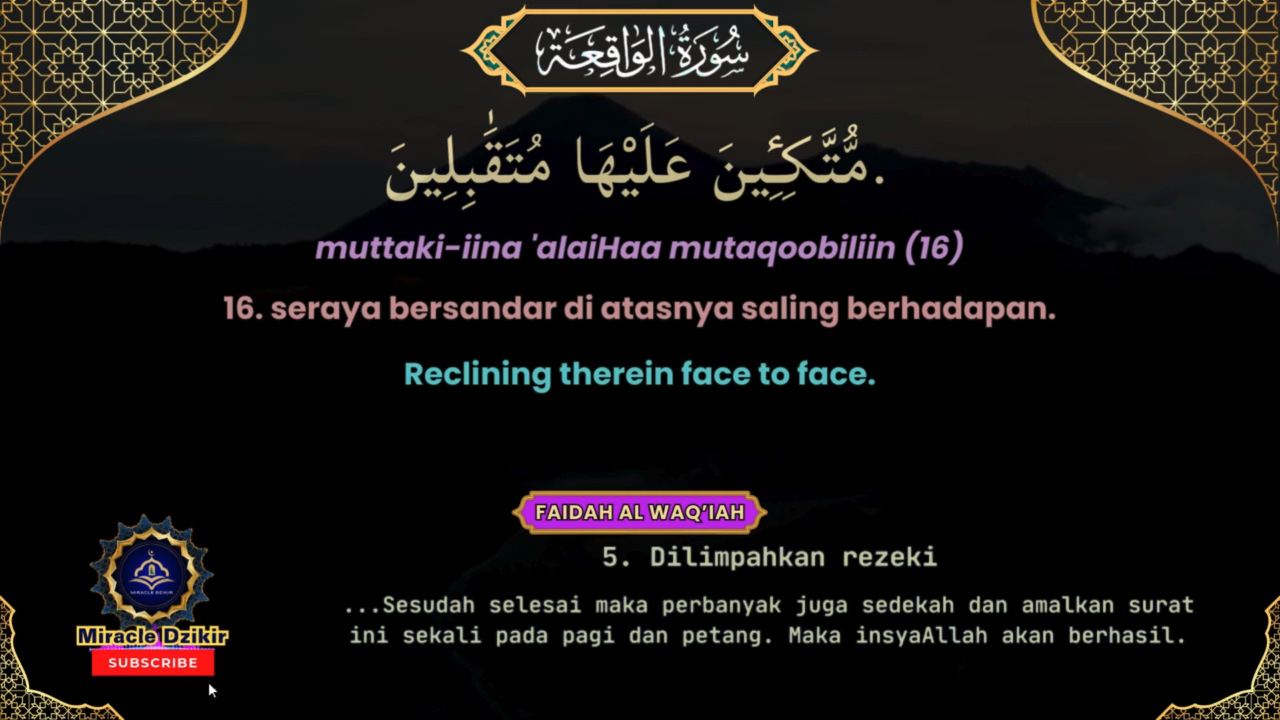 سُورَةُ الوَاقِعَة
مُّتَّكِـِٔينَ عَلَيْهَا مُتَقَٰبِلِينَ.
muttaki-iina 'alaiHaa mutaqoobiliin (16)
16. seraya bersandar di atasnya saling berhadapan.
Reclining therein face to face.
FAIDAH AL WAQ'IAH
5. Dilimpahkan rezeki
...Sesudah selesai maka perbanyak juga sedekah dan amalkan surat
ini sekali pada pagi dan petang. Maka insyaAllah akan berhasil.
MIRACLE DZIKIR
Miracle Dzikir
SUBSCRIBE